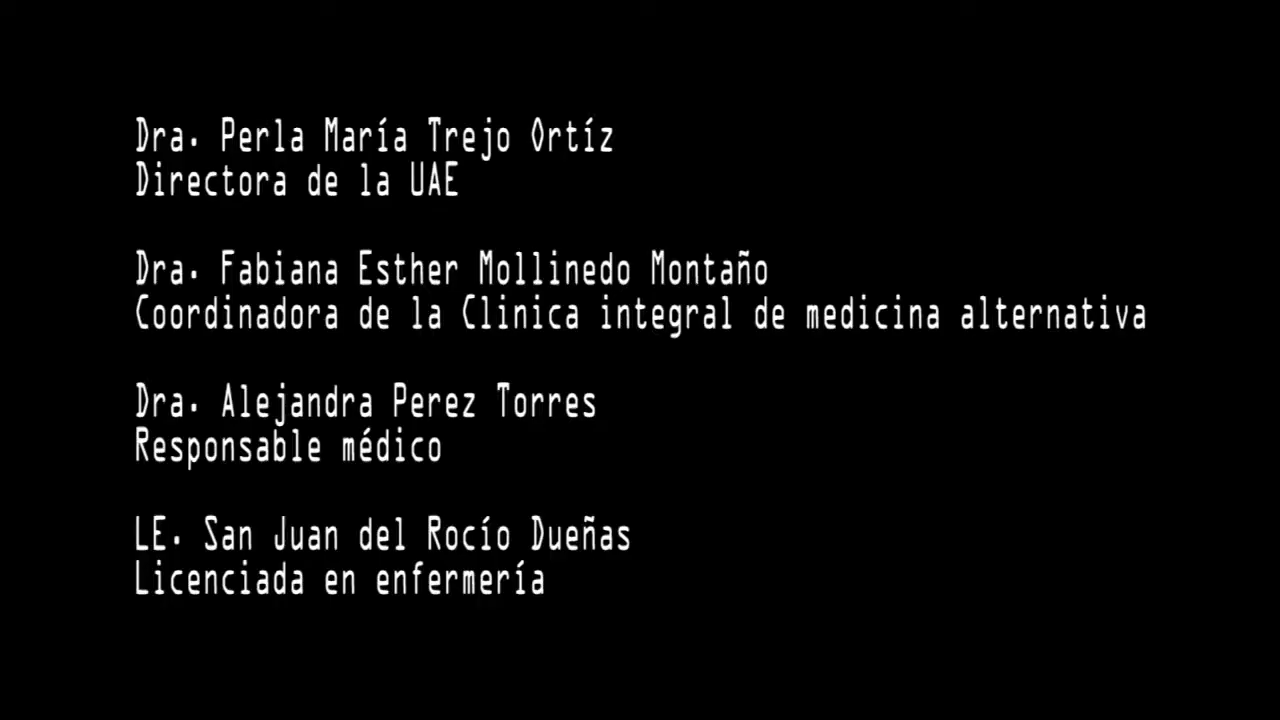 Dra. Perla María Trejo Ortíz
Directora de la UAE
Dra. Fabiana Esther Mollinedo Montaño
Coordinadora de la Clinica integral de medicina alternativa
Dra. Alejandra Perez Torres
Responsable médico
LE. San Juan del Rocío Dueñas
Licenciada en enfermería